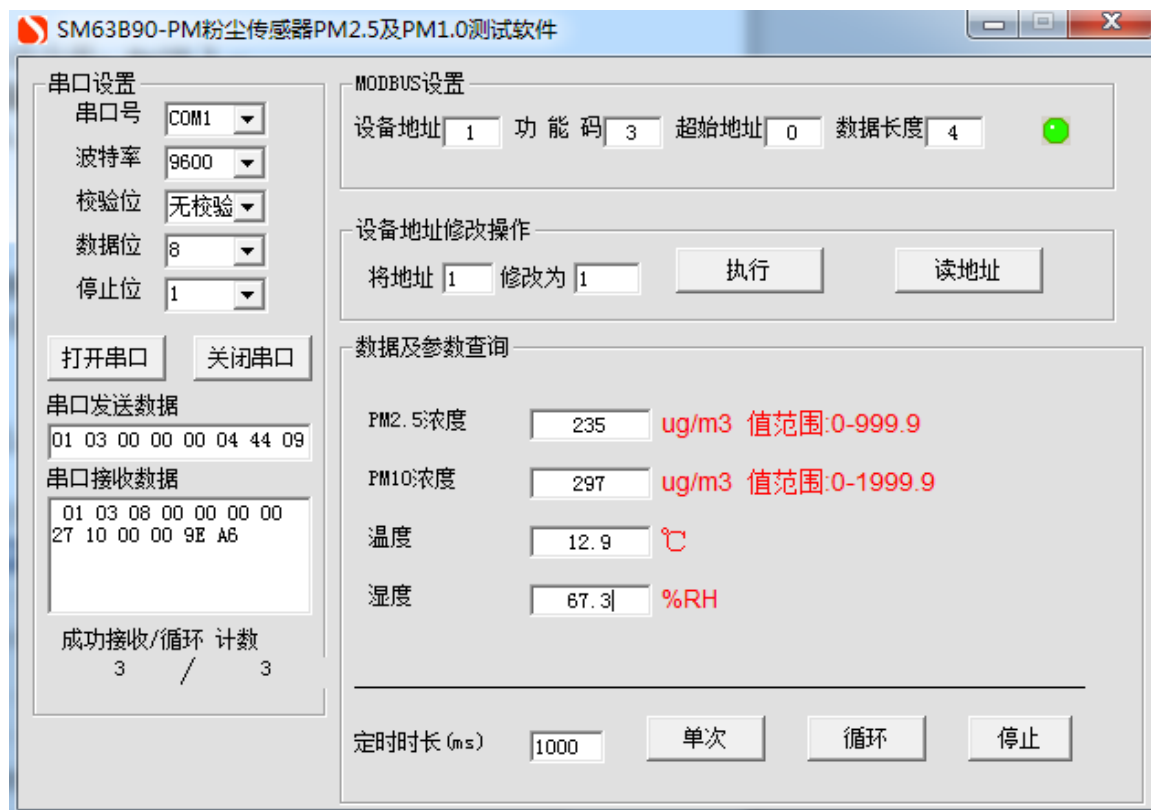 SM63B90-PM粉尘传感器PM2.5及PM1.0测试软件
串口设置
串口号 COM1
波特率 9600
校验位 无校验
数据位 8
停止位 1
打开串口 关闭串口
串口发送数据
01 03 00 00 00 04 44 09
串口接收数据
01 03 08 00 00 00 00
27 10 00 00 9E A6
成功接收/循环 计数
3 / 3
MODBUS设置
设备地址 1 功 能 码 3 超始地址 0 数据长度 4
设备地址修改操作
将地址 1 修改为 1 执行 读地址
数据及参数查询
PM2.5浓度 235 ug/m3 值范围:0-999.9
PM10浓度 297 ug/m3 值范围:0-1999.9
温度 12.9 ℃
湿度 67.3 %RH
定时时长(ms) 1000 单次 循环 停止